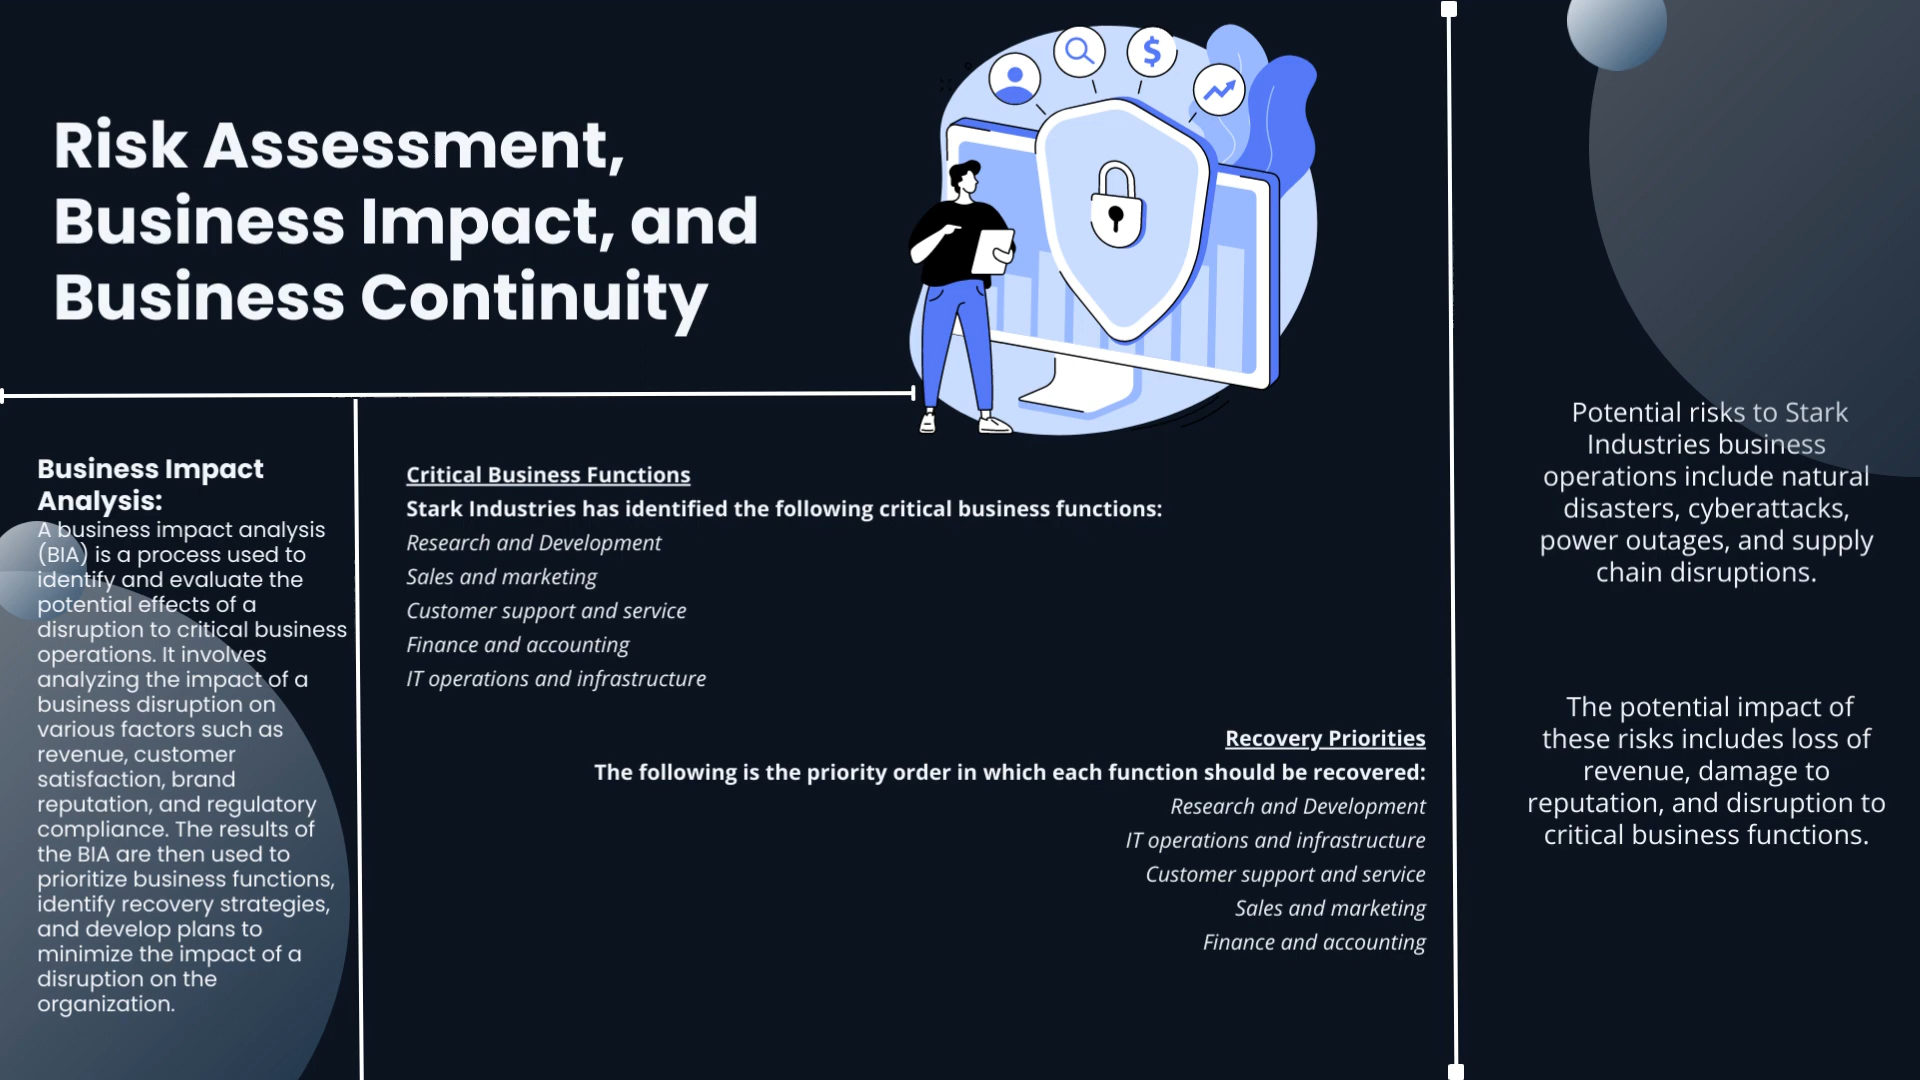 Risk Assessment,
Business Impact, and
Business Continuity
Business Impact
Analysis:
A business impact analysis
(BIA) is a process used to
identify and evaluate the
potential effects of a
disruption to critical business
operations. It involves
analyzing the impact of a
business disruption on
various factors such as
revenue, customer
satisfaction, brand
reputation, and regulatory
compliance. The results of
the BIA are then used to
prioritize business functions,
identify recovery strategies,
and develop plans to
minimize the impact of a
disruption on the
organization.
Critical Business Functions
Stark Industries has identified the following critical business functions:
Research and Development
Sales and marketing
Customer support and service
Finance and accounting
IT operations and infrastructure
Recovery Priorities
The following is the priority order in which each function should be recovered:
Research and Development
IT operations and infrastructure
Customer support and service
Sales and marketing
Finance and accounting
Potential risks to Stark
Industries business
operations include natural
disasters, cyberattacks,
power outages, and supply
chain disruptions.
The potential impact of
these risks includes loss of
revenue, damage to
reputation, and disruption to
critical business functions.